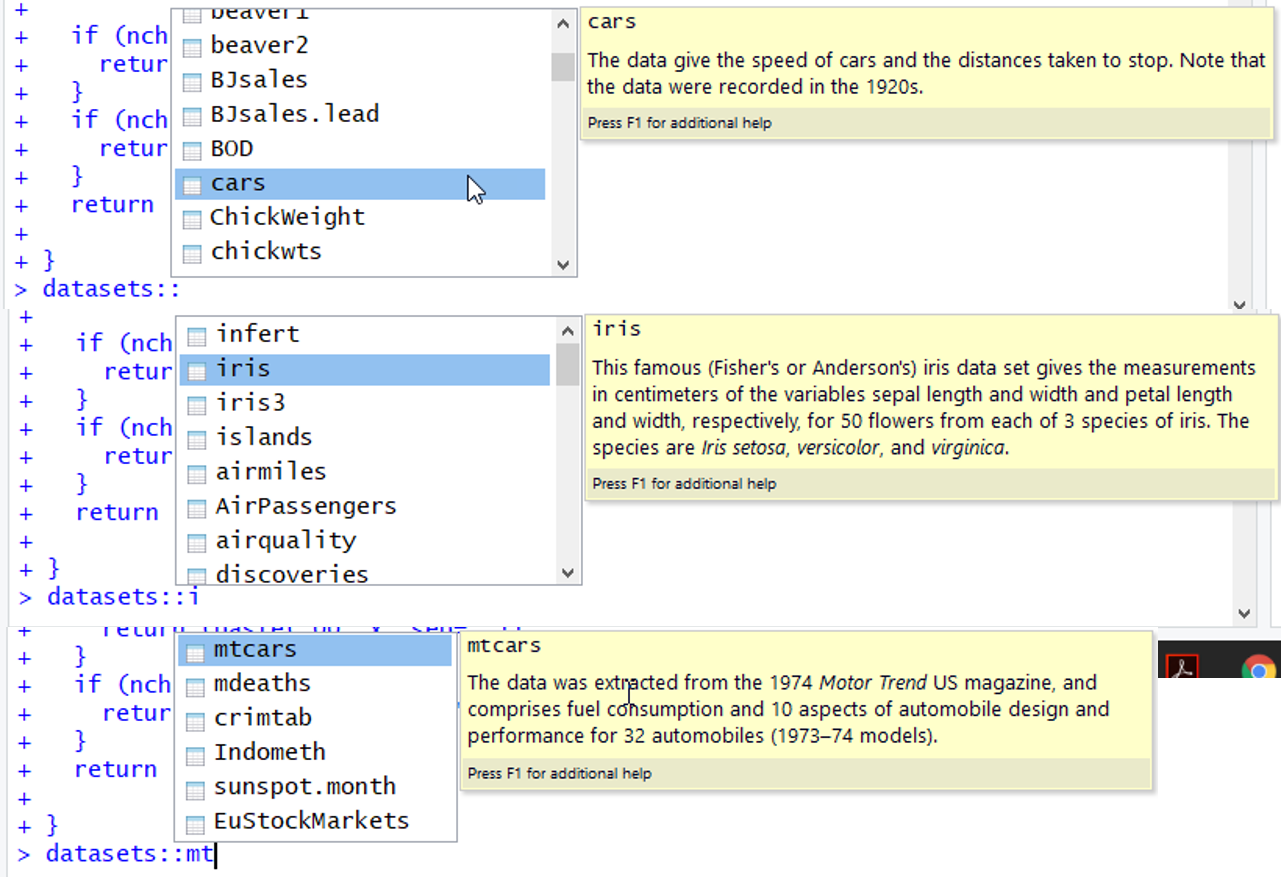 +
+ if (nch
+ retur
+ }
+ if (nch
+ retur
+ }
+ return
+
+ }
> datasets::
beaver1
beaver2
BJsales
BJsales.lead
BOD
cars
ChickWeight
chickwts
cars
The data give the speed of cars and the distances taken to stop. Note that
the data were recorded in the 1920s.
Press F1 for additional help
+
+ if (nch
+ retur
+ }
+ if (nch
+ retur
+ }
+ return
+
+ }
> datasets::i
infert
iris
iris3
islands
airmiles
AirPassengers
airquality
discoveries
iris
This famous (Fisher's or Anderson's) iris data set gives the measurements
in centimeters of the variables sepal length and width and petal length
and width, respectively, for 50 flowers from each of 3 species of iris. The
species are Iris setosa, versicolor, and virginica.
Press F1 for additional help
+ return
+ }
+ if (nch
+ retur
+ }
+ return
+
+ }
> datasets::mt
mtcars
mdeaths
crimtab
Indometh
sunspot.month
EuStockMarkets
mtcars
The data was extracted from the 1974 Motor Trend US magazine, and
comprises fuel consumption and 10 aspects of automobile design and
performance for 32 automobiles (1973–74 models).
Press F1 for additional help